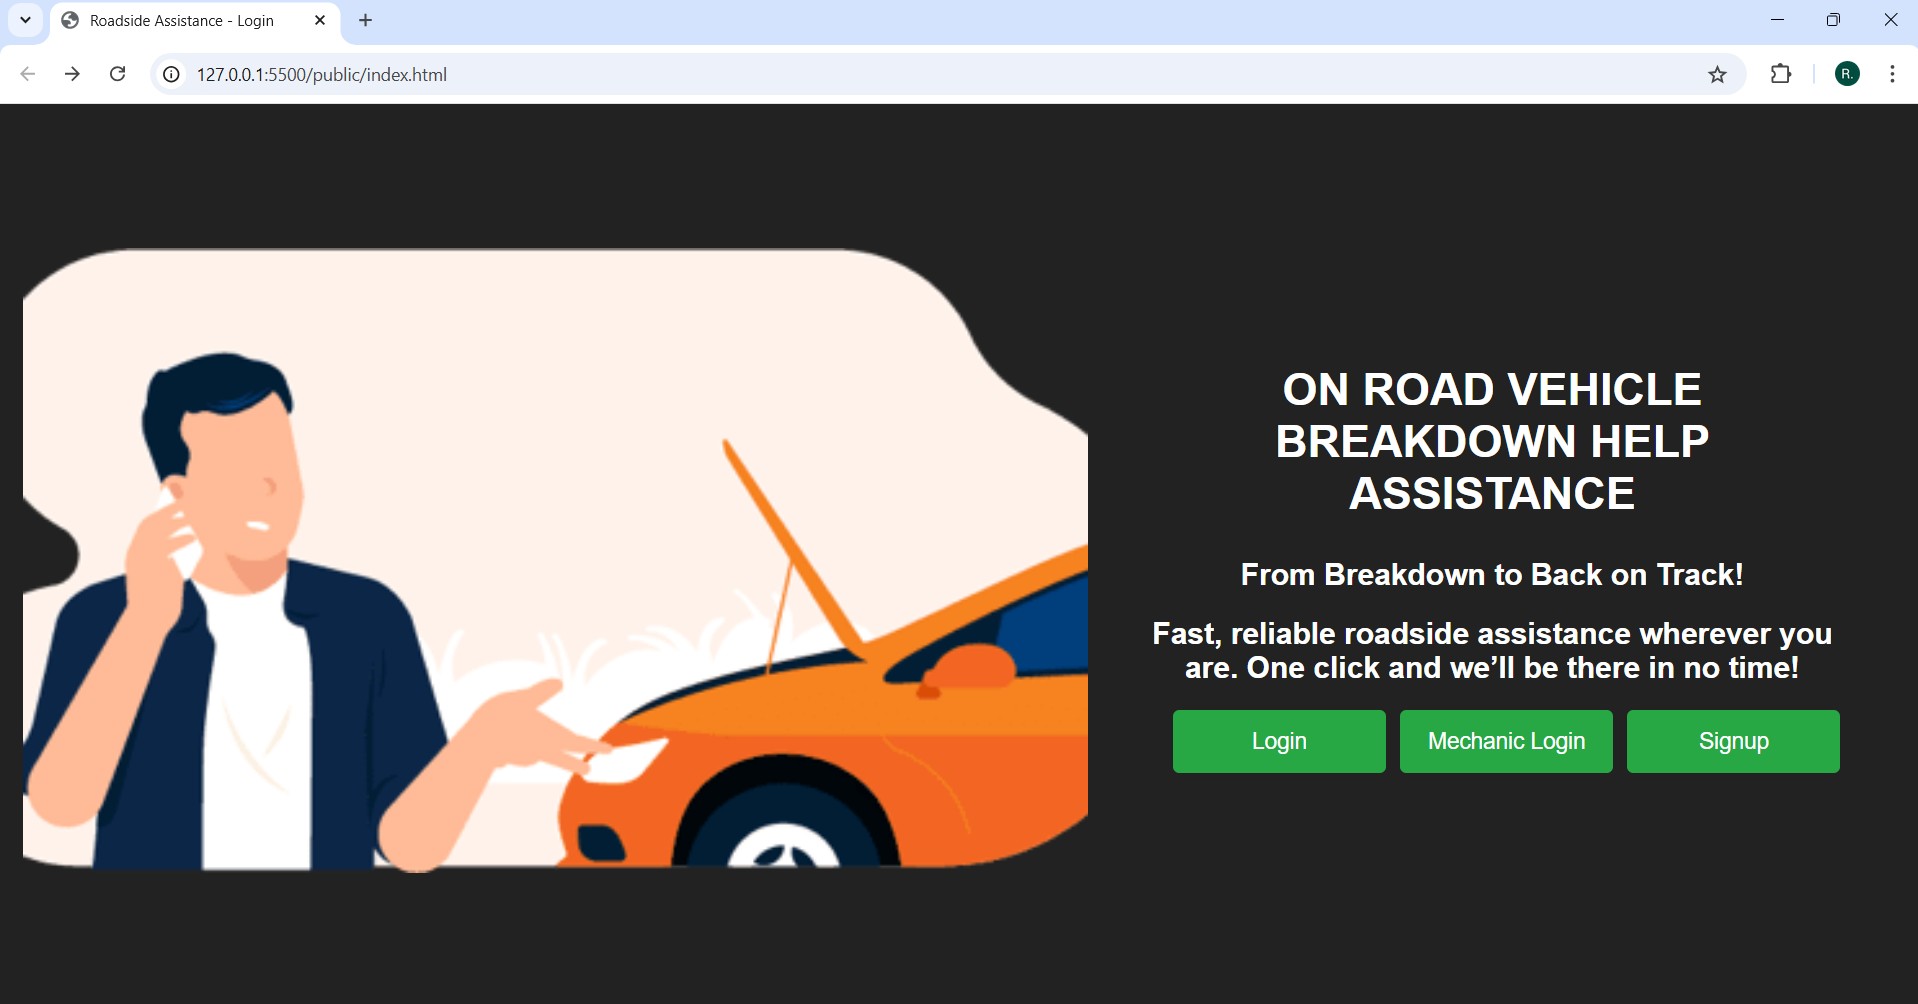 Roadside Assistance - Login
127.0.0.1:5500/public/index.html
R.
ON ROAD VEHICLE
BREAKDOWN HELP
ASSISTANCE
From Breakdown to Back on Track!
Fast, reliable roadside assistance wherever you
are. One click and we’ll be there in no time!
Login
Mechanic Login
Signup